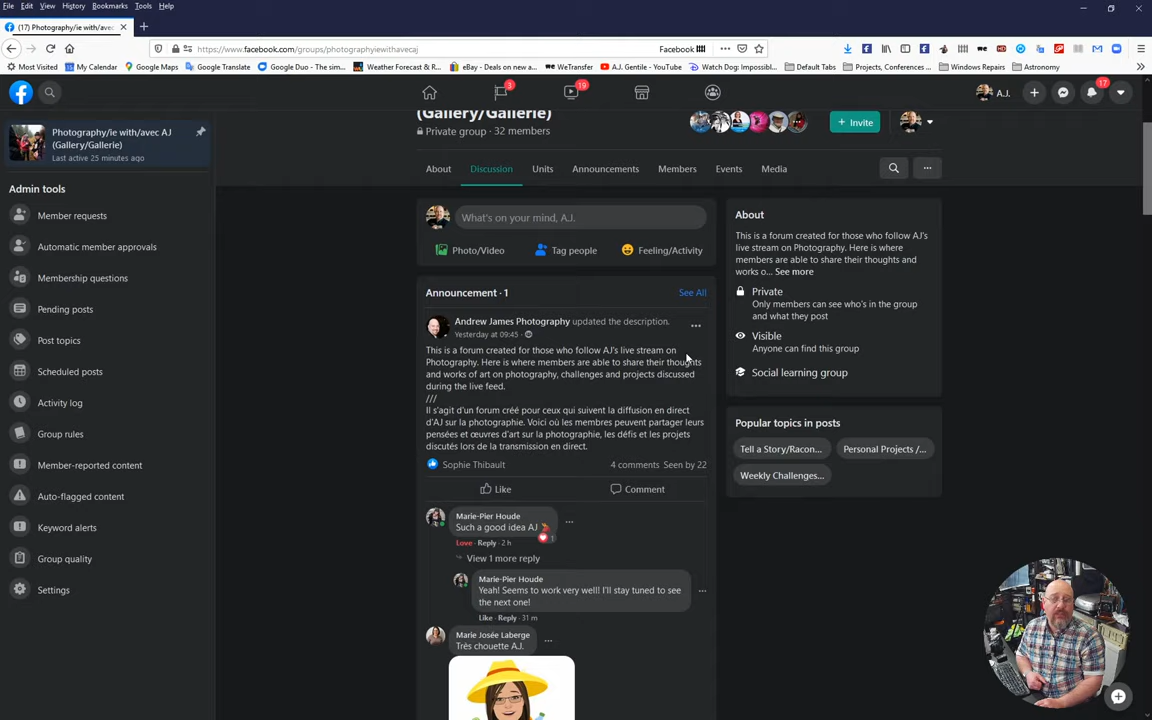 File Edit View History Bookmarks Tools Help
(17) Photography/ie with/avec
https://www.facebook.com/groups/photographyiewithavecaj
Facebook
Most Visited My Calendar Google Maps Google Translate Google Duo - The sim... Weather Forecast & R... eBay - Deals on new a... WeTransfer A.J. Gentile - YouTube Watch Dog: Impossibl... Default Tabs Projects, Conferences ... Windows Repairs Astronomy
3
19
A.J.
17
Photography/ie with/avec AJ
(Gallery/Gallerie)
Last active 25 minutes ago
Admin tools
Member requests
Automatic member approvals
Membership questions
Pending posts
Post topics
Scheduled posts
Activity log
Group rules
Member-reported content
Auto-flagged content
Keyword alerts
Group quality
Settings
(Gallery/Gallerie)
Private group · 32 members
Invite
About Discussion Units Announcements Members Events Media
What's on your mind, A.J.
Photo/Video Tag people Feeling/Activity
Announcement · 1
See All
Andrew James Photography updated the description.
Yesterday at 09:45 ·
This is a forum created for those who follow AJ's live stream on
Photography. Here is where members are able to share their thoughts
and works of art on photography, challenges and projects discussed
during the live feed.
///
Il s'agit d'un forum créé pour ceux qui suivent la diffusion en direct
d'AJ sur la photographie. Voici où les membres peuvent partager leurs
pensées et œuvres d'art sur la photographie, les défis et les projets
discutés lors de la transmission en direct.
Sophie Thibault
4 comments Seen by 22
Like
Comment
Marie-Pier Houde
Such a good idea AJ
1
Love · Reply · 2 h
View 1 more reply
Marie-Pier Houde
Yeah! Seems to work very well! I'll stay tuned to see
the next one!
Like · Reply · 31 m
Marie Josée Laberge
Très chouette A.J.
About
This is a forum created for those who follow AJ's
live stream on Photography. Here is where
members are able to share their thoughts and
works o... See more
Private
Only members can see who's in the group
and what they post
Visible
Anyone can find this group
Social learning group
Popular topics in posts
Tell a Story/Racon...
Personal Projects /...
Weekly Challenges...